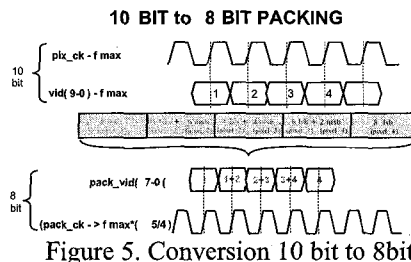 10 BIT to 8 BIT PACKING
pix_ck - f max
10
bit
vid( 9-0 ) - f max
1 2 3 4
8
bit
pack_vid( 7-0 (
1 1+2 2+3 3+4 4
(pack_ck -> f max*( 5/4 )
Figure 5. Conversion 10 bit to 8bit